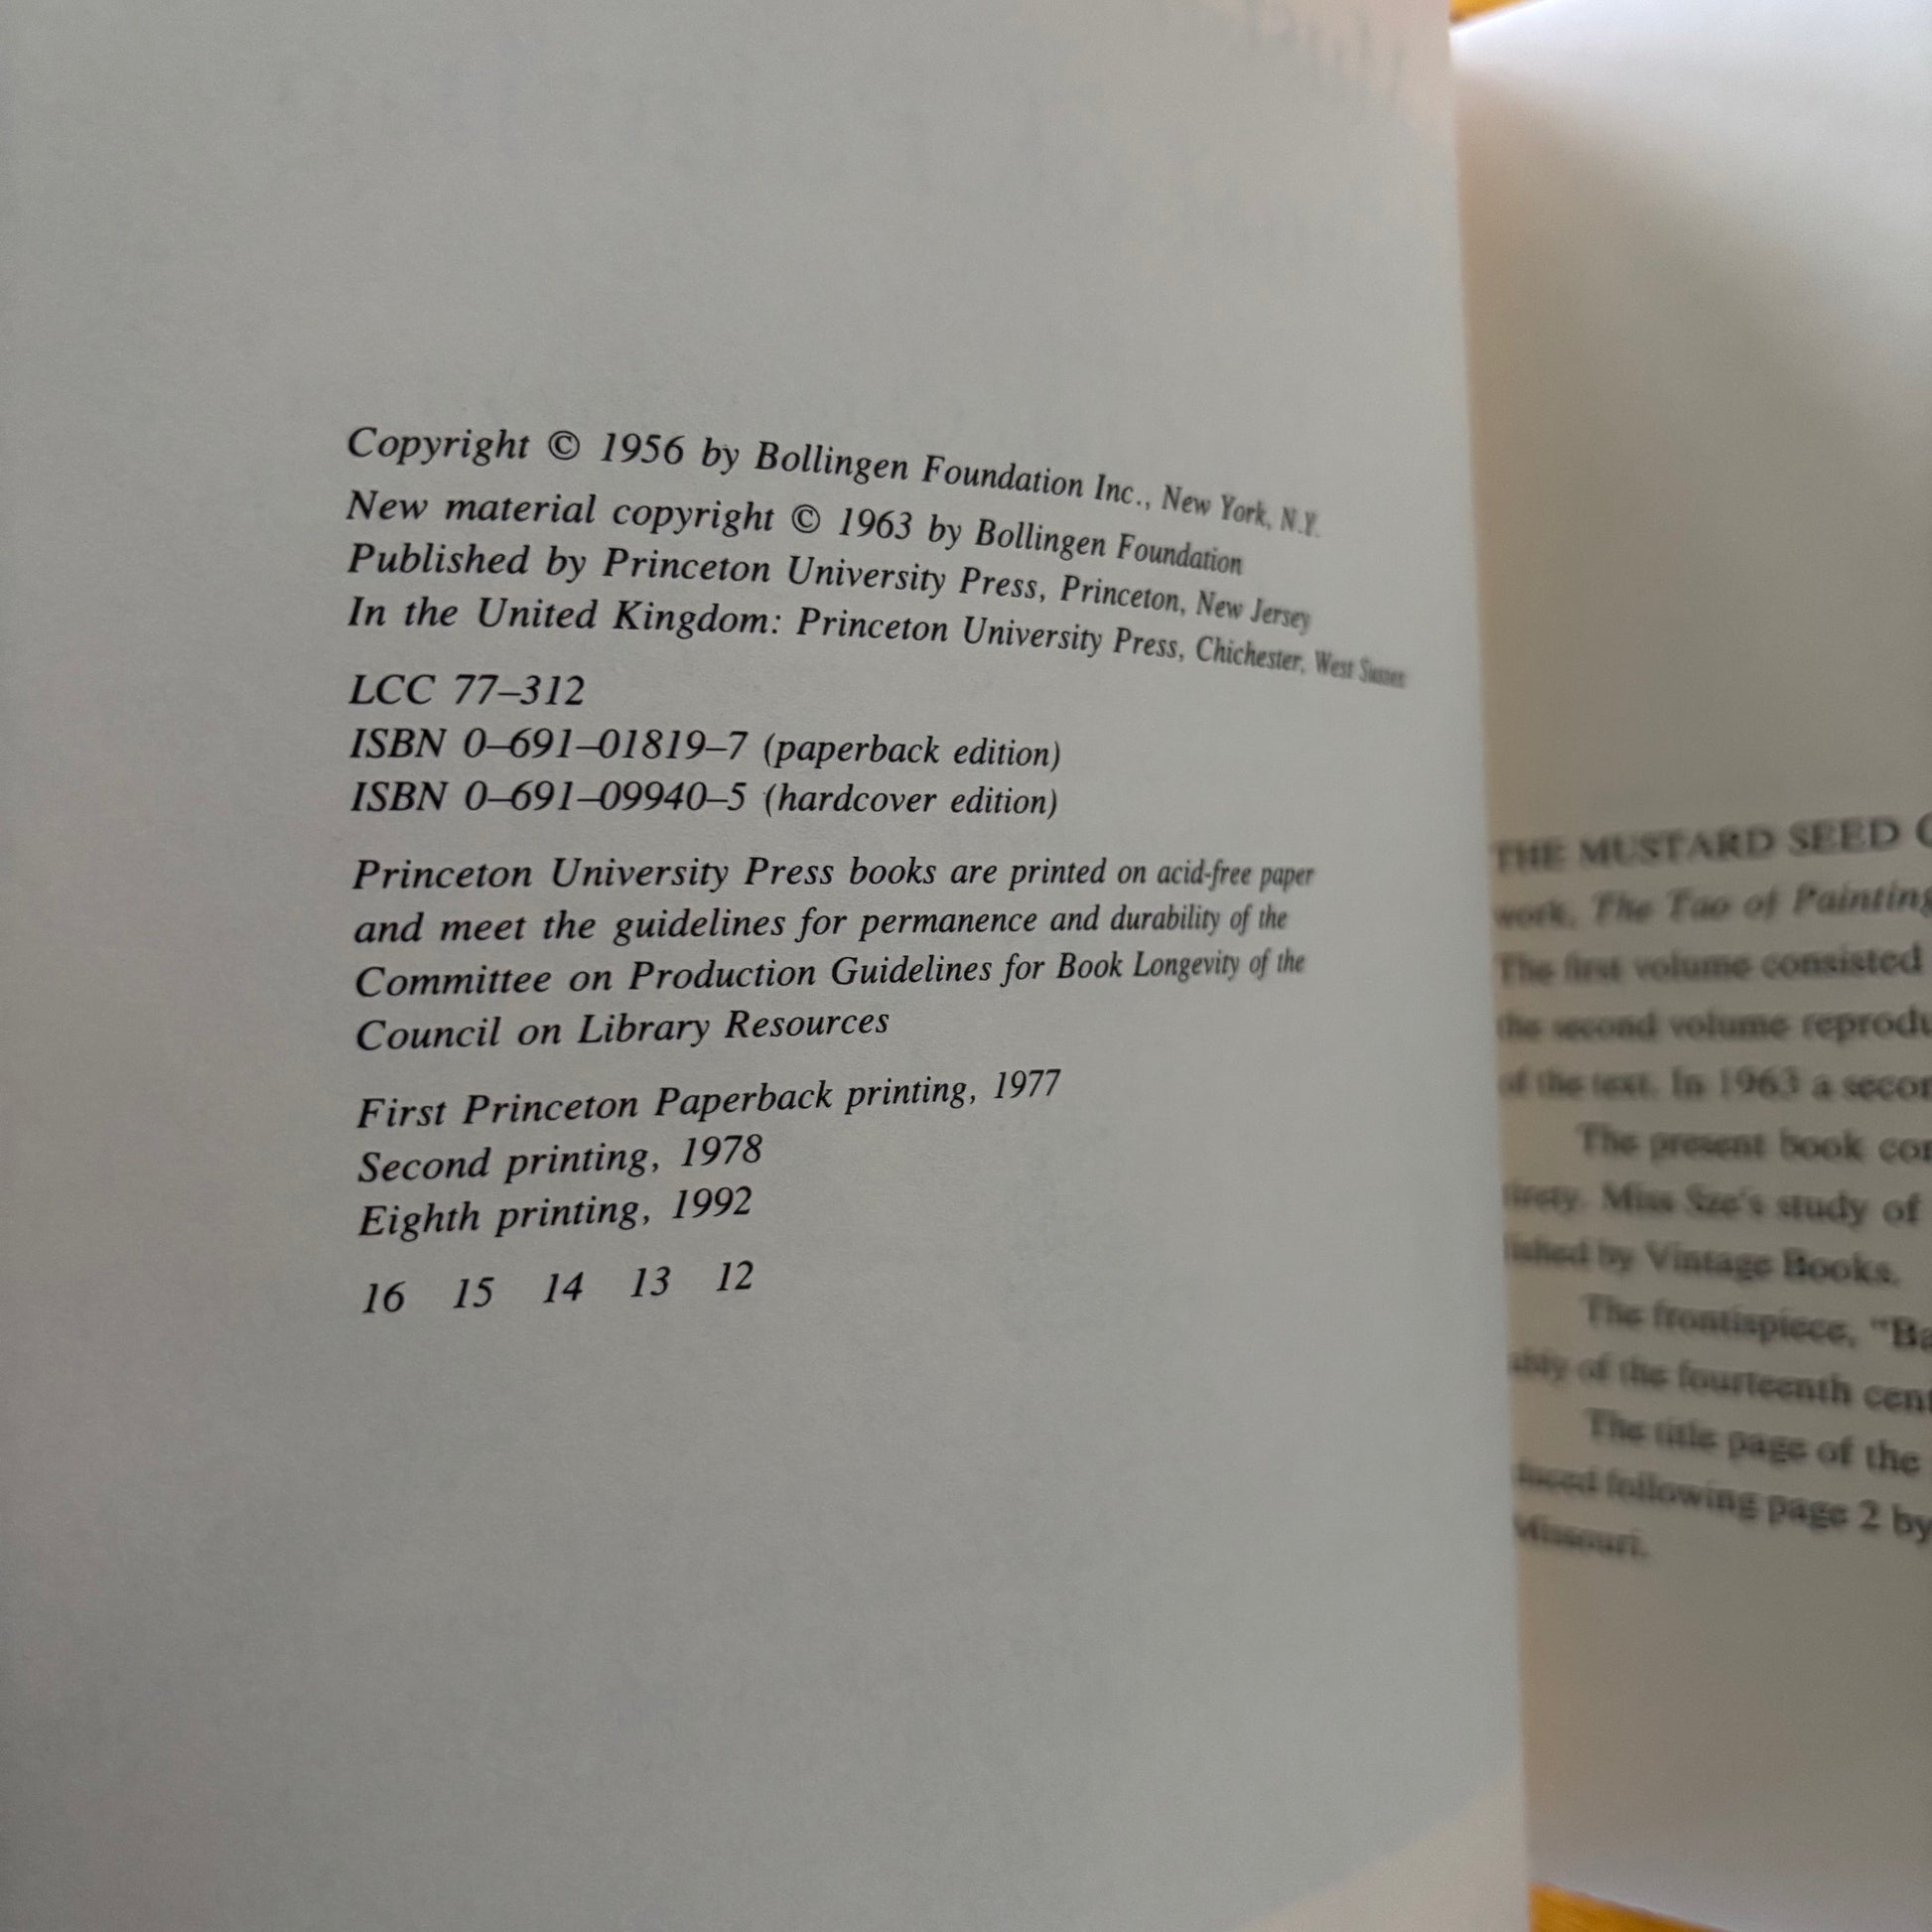 Copyright © 1956 by Bollingen Foundation Inc., New York, N.Y.
New material copyright © 1963 by Bollingen Foundation
Published by Princeton University Press, Princeton, New Jersey
In the United Kingdom: Princeton University Press, Chichester, West Sussex
LCC 77–312
ISBN 0–691–01819–7 (paperback edition)
ISBN 0–691–09940–5 (hardcover edition)
Princeton University Press books are printed on acid-free paper
and meet the guidelines for permanence and durability of the
Committee on Production Guidelines for Book Longevity of the
Council on Library Resources
First Princeton Paperback printing, 1977
Second printing, 1978
Eighth printing, 1992
16 15 14 13 12
THE MUSTARD SEED
work, The Tao of Painting
The first volume consisted
the second volume
of the text. In 1963 a
The present book
Miss Sze's study of
by Vintage Books.
The frontispiece,
of the fourteenth
The title page of the
following page 2 by
Missouri.